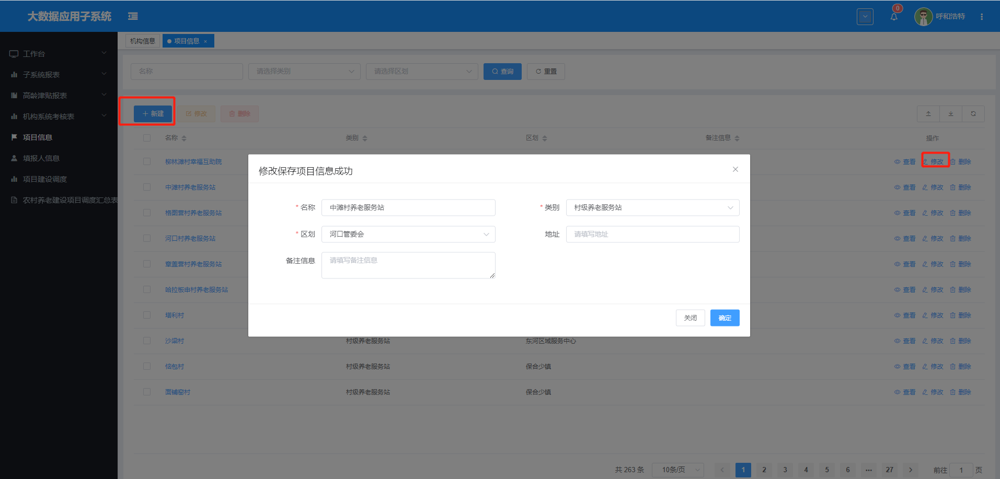 大数据应用子系统
0
呼和浩特
工作台
子系统报表
高龄津贴报表
机构系统考核表
项目信息
填报人信息
项目建设调度
农村养老建设项目调度汇总表
机构信息
项目信息 ×
名称 请选择类别 请选择区划 查询 重置
新建 修改 删除
名称 类别 区划 备注信息 操作
柳林滩村幸福互助院 查看 修改 删除
中滩村养老服务站 查看 修改 删除
格图营村养老服务站 查看 修改 删除
河口村养老服务站 查看 修改 删除
章盖营村养老服务站 查看 修改 删除
哈拉板申村养老服务站 查看 修改 删除
塔利村 查看 修改 删除
沙梁村 村级养老服务站 东河区域服务中心 查看 修改 删除
恼包村 村级养老服务站 保合少镇 查看 修改 删除
面铺窑村 村级养老服务站 保合少镇 查看 修改 删除
修改保存项目信息成功
* 名称 中滩村养老服务站 * 类别 村级养老服务站
* 区划 河口管委会 地址 请填写地址
备注信息 请填写备注信息
关闭 确定
共 263 条 10条/页 1 2 3 4 5 6 ••• 27 前往 1 页